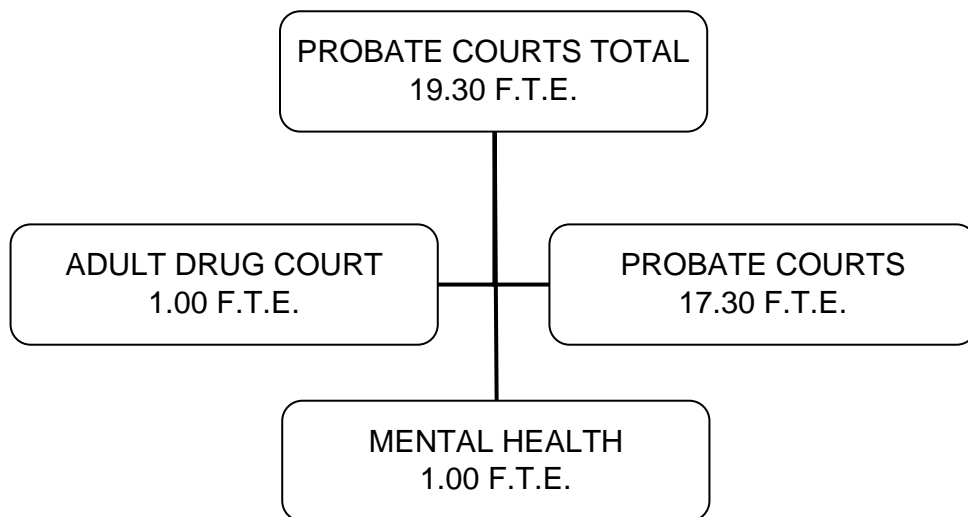 PROBATE COURTS TOTAL
19.30 F.T.E.
ADULT DRUG COURT
1.00 F.T.E.
PROBATE COURTS
17.30 F.T.E.
MENTAL HEALTH
1.00 F.T.E.